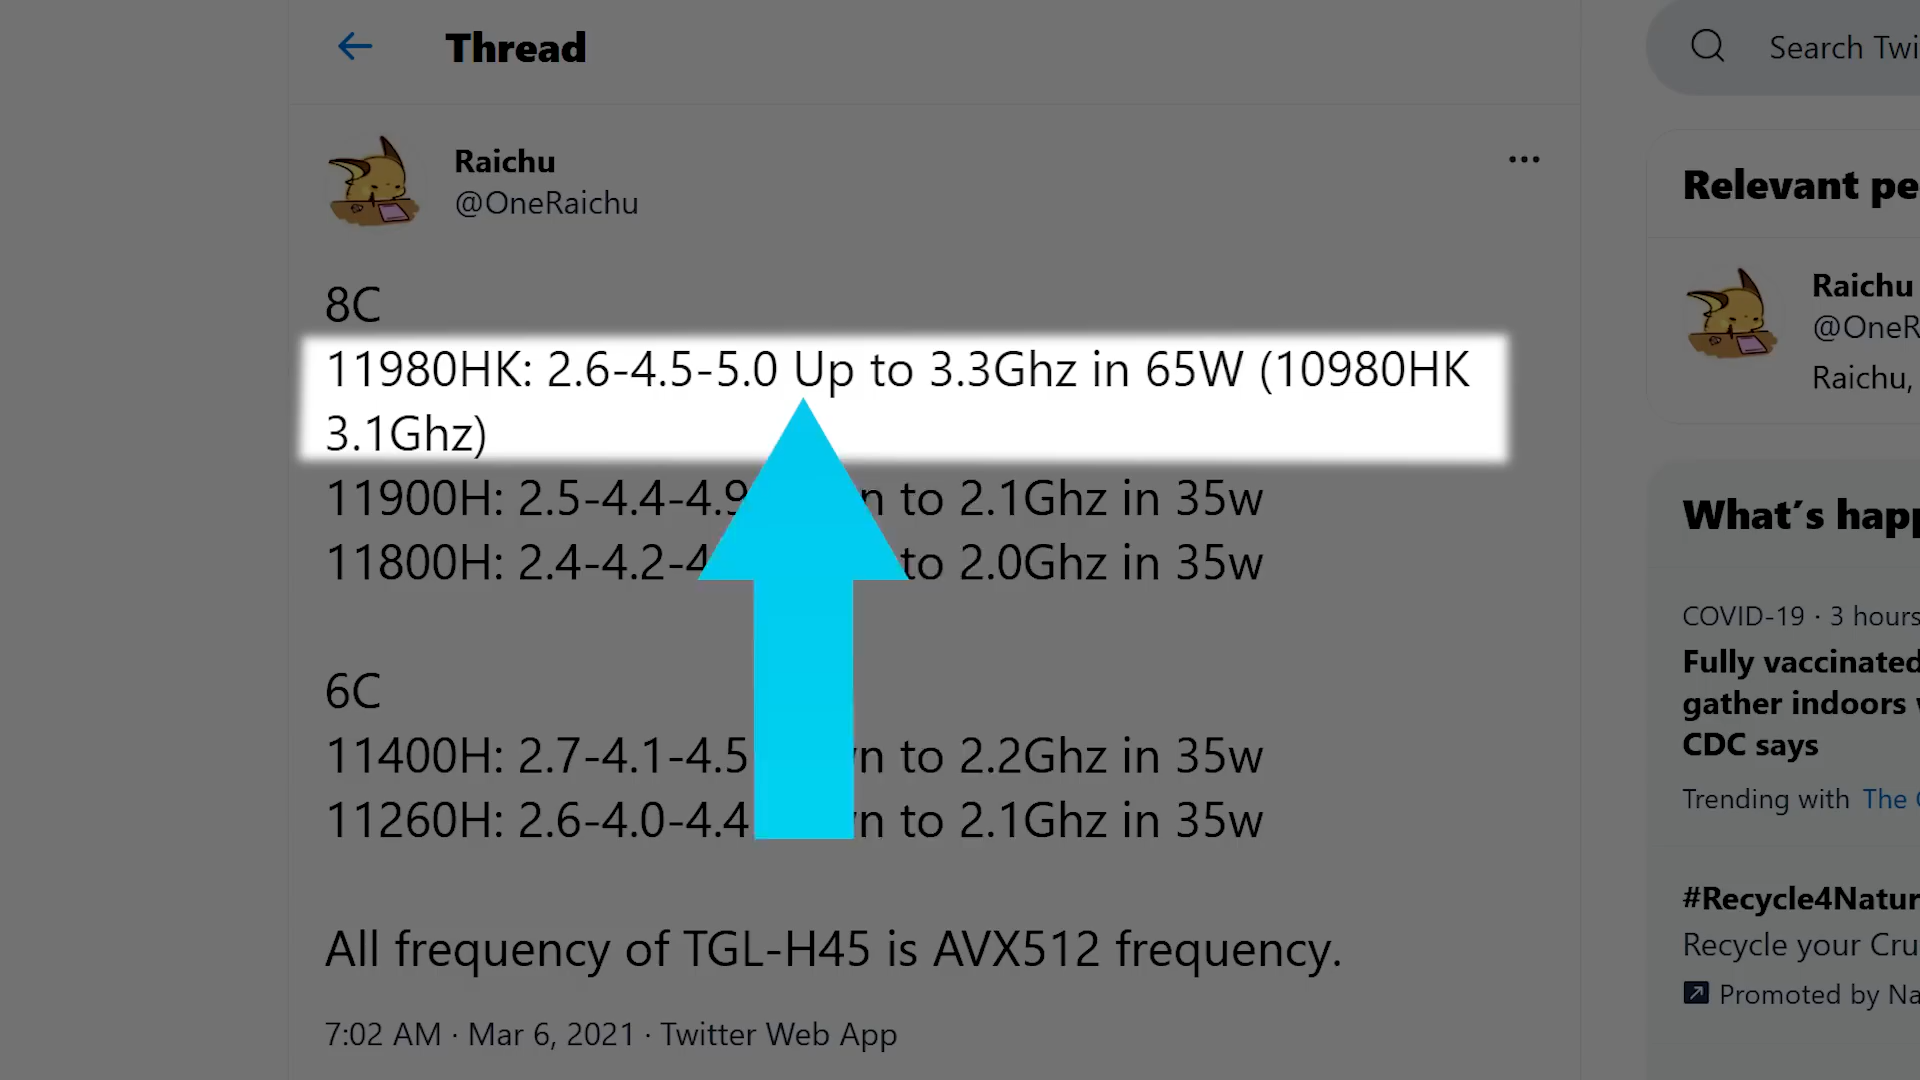 Thread
Search Twi
Raichu
@OneRaichu
8C
11980HK: 2.6-4.5-5.0 Up to 3.3Ghz in 65W (10980HK
3.1Ghz)
11900H: 2.5-4.4-4.9 to 2.1Ghz in 35w
11800H: 2.4-4.2- to 2.0Ghz in 35w
6C
11400H: 2.7-4.1-4.5 to 2.2Ghz in 35w
11260H: 2.6-4.0-4.4 to 2.1Ghz in 35w
All frequency of TGL-H45 is AVX512 frequency.
7:02 AM · Mar 6, 2021 · Twitter Web App
Relevant pe
Raichu
@OneR
Raichu,
What's happ
COVID-19 · 3 hours
Fully vaccinated
gather indoors
CDC says
Trending with The
#Recycle4Natur
Recycle your Cru
Promoted by Na